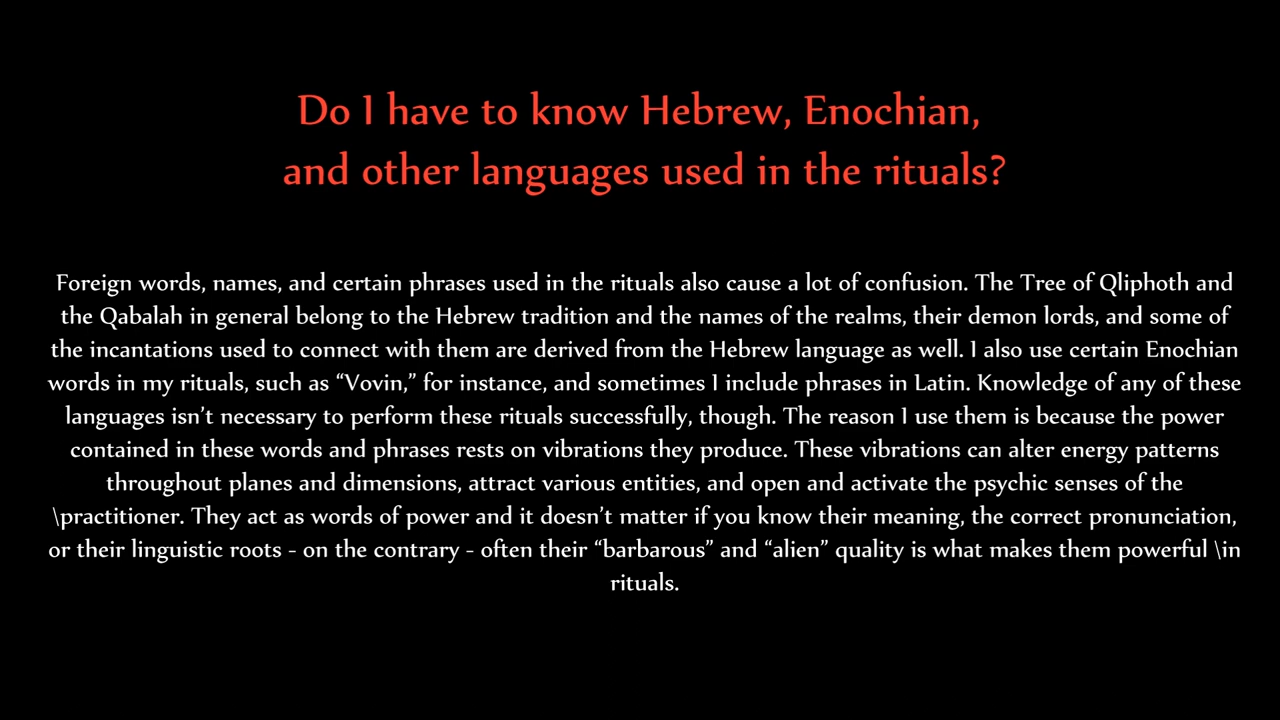 Do I have to know Hebrew, Enochian,
and other languages used in the rituals?
Foreign words, names, and certain phrases used in the rituals also cause a lot of confusion. The Tree of Qliphoth and
the Qabalah in general belong to the Hebrew tradition and the names of the realms, their demon lords, and some of
the incantations used to connect with them are derived from the Hebrew language as well. I also use certain Enochian
words in my rituals, such as “Vovin,” for instance, and sometimes I include phrases in Latin. Knowledge of any of these
languages isn’t necessary to perform these rituals successfully, though. The reason I use them is because the power
contained in these words and phrases rests on vibrations they produce. These vibrations can alter energy patterns
throughout planes and dimensions, attract various entities, and open and activate the psychic senses of the
\practitioner. They act as words of power and it doesn’t matter if you know their meaning, the correct pronunciation,
or their linguistic roots - on the contrary - often their “barbarous” and “alien” quality is what makes them powerful \in
rituals.